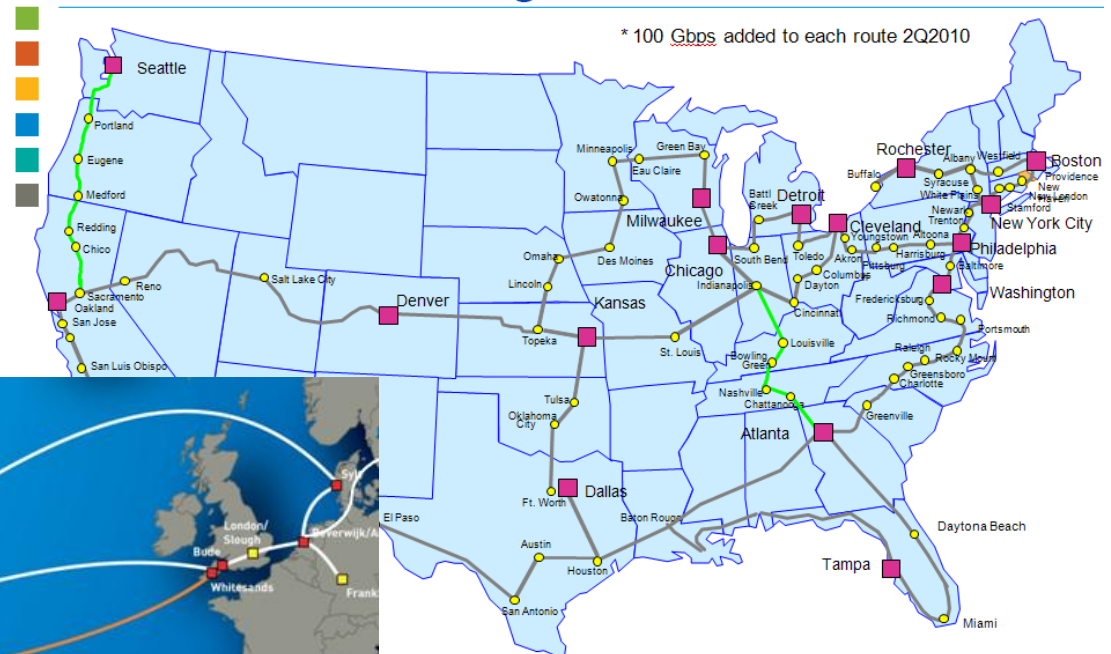 * 100 Gbps added to each route 2Q2010
Seattle
Portland
Eugene
Medford
Redding
Chico
Sacramento
Oakland
San Jose
San Luis Obispo
Reno
Salt Lake City
Denver
Minneapolis
Eau Claire
Green Bay
Owatonna
Milwaukee
Des Moines
Omaha
Lincoln
Topeka
Kansas
St. Louis
Tulsa
Oklahoma
City
Ft. Worth
Dallas
El Paso
Austin
San Antonio
Houston
Baton Rouge
Chicago
South Bend
Battl
Creek
Detroit
Toledo
Cleveland
Columbus
Dayton
Cincinnati
Indianapolis
Louisville
Bowling
Green
Nashville
Chattanooga
Atlanta
Greenville
Charlotte
Greensboro
Raleigh
Rocky Mount
Portsmouth
Richmond
Fredericksburg
Washington
Baltimore
Philadelphia
Harrisburg
Altoona
Pittsburg
Akron
Youngstown
Buffalo
Rochester
Syracuse
Albany
Westfield
Boston
Providence
New
London
New
Haven
Stamford
White Plains
New York City
Newark
Trenton
Daytona Beach
Tampa
Miami
Sylt
London/
Slough
Beverwijk/A
Bude
Whitesands
Frankf